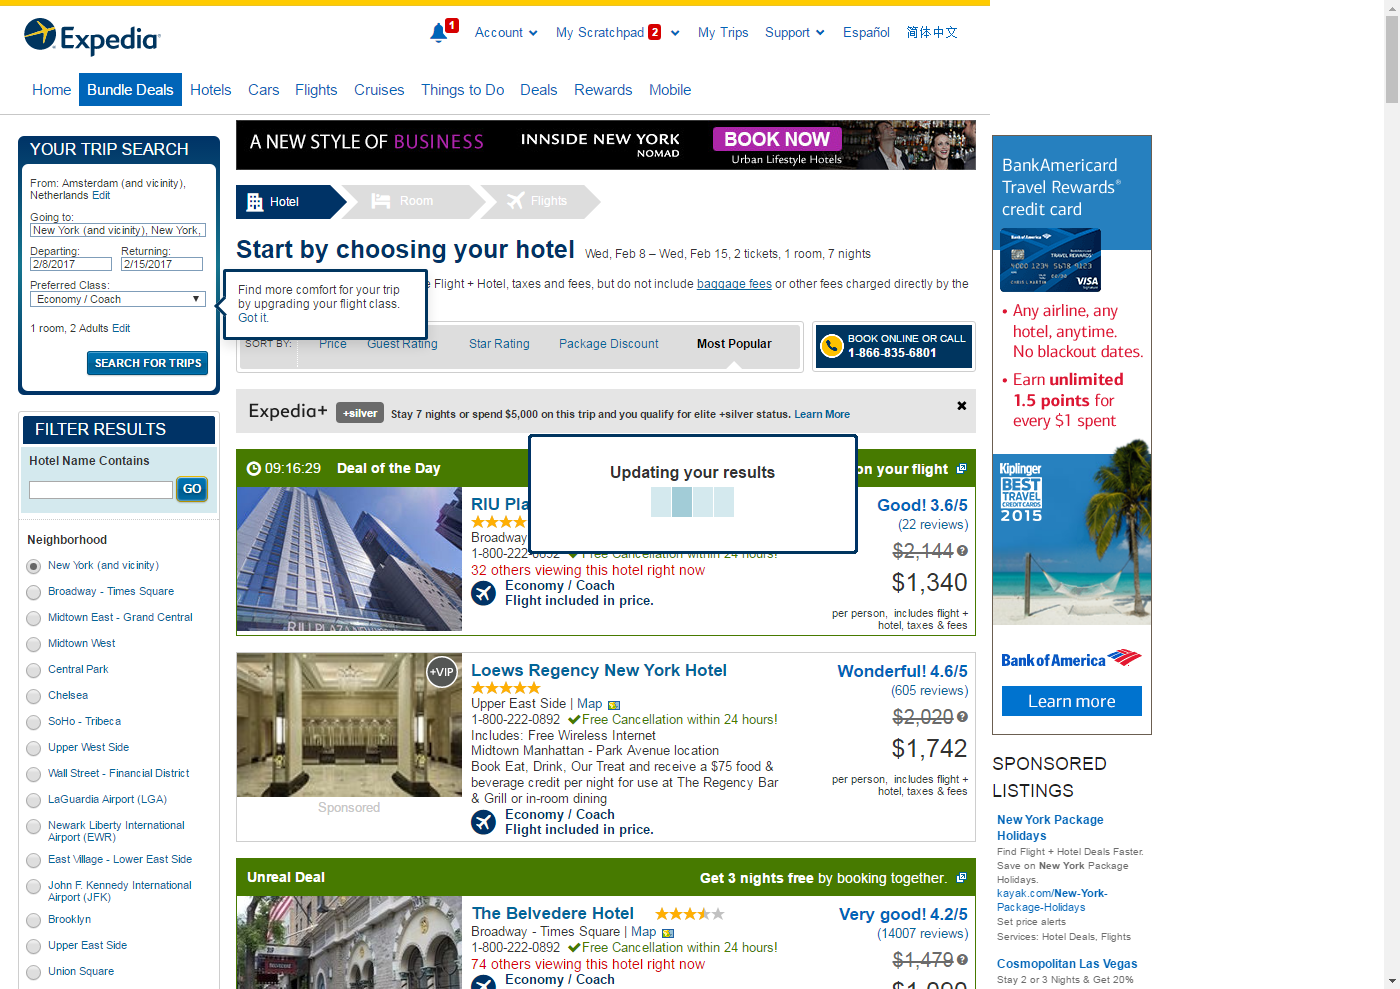 Expedia
1
Account
My Scratchpad 2
My Trips
Support
Español
简体中文
Home
Bundle Deals
Hotels
Cars
Flights
Cruises
Things to Do
Deals
Rewards
Mobile
YOUR TRIP SEARCH
From: Amsterdam (and vicinity),
Netherlands Edit
Going to:
New York (and vicinity), New York,
Departing:
Returning:
2/8/2017
2/15/2017
Preferred Class:
Economy / Coach
1 room, 2 Adults Edit
SEARCH FOR TRIPS
FILTER RESULTS
Hotel Name Contains
GO
Neighborhood
New York (and vicinity)
Broadway - Times Square
Midtown East - Grand Central
Midtown West
Central Park
Chelsea
SoHo - Tribeca
Upper West Side
Wall Street - Financial District
LaGuardia Airport (LGA)
Newark Liberty International
Airport (EWR)
East Village - Lower East Side
John F. Kennedy International
Airport (JFK)
Brooklyn
Upper East Side
Union Square
A NEW STYLE OF BUSINESS
INNSIDE NEW YORK
NOMAD
BOOK NOW
Urban Lifestyle Hotels
Hotel
Room
Flights
Start by choosing your hotel
Wed, Feb 8 – Wed, Feb 15, 2 tickets, 1 room, 7 nights
Flight + Hotel, taxes and fees, but do not include baggage fees or other fees charged directly by the
Find more comfort for your trip
by upgrading your flight class.
Got it.
SORT BY:
Price
Guest Rating
Star Rating
Package Discount
Most Popular
BOOK ONLINE OR CALL
1-866-835-6801
Expedia+ +silver Stay 7 nights or spend $5,000 on this trip and you qualify for elite +silver status. Learn More
Updating your results
09:16:29 Deal of the Day
on your flight
RIU Pla
Broadway
1-800-222-0892 Free Cancellation within 24 hours!
32 others viewing this hotel right now
Economy / Coach
Flight included in price.
Good! 3.6/5
(22 reviews)
$2,144
$1,340
per person, includes flight +
hotel, taxes & fees
RIU PLAZA
+VIP
Sponsored
Loews Regency New York Hotel
Upper East Side | Map
1-800-222-0892 Free Cancellation within 24 hours!
Includes: Free Wireless Internet
Midtown Manhattan - Park Avenue location
Book Eat, Drink, Our Treat and receive a $75 food &
beverage credit per night for use at The Regency Bar
& Grill or in-room dining
Economy / Coach
Flight included in price.
Wonderful! 4.6/5
(605 reviews)
$2,020
$1,742
per person, includes flight +
hotel, taxes & fees
Unreal Deal
Get 3 nights free by booking together.
The Belvedere Hotel
Broadway - Times Square | Map
1-800-222-0892 Free Cancellation within 24 hours!
74 others viewing this hotel right now
Economy / Coach
Very good! 4.2/5
(14007 reviews)
$1,479
BankAmericard
Travel Rewards®
credit card
Bank of America
TRAVEL REWARDS
4000 1234 5678 9123
CHRIS L MARTIN
VISA
• Any airline, any
hotel, anytime.
No blackout dates.
• Earn unlimited
1.5 points for
every $1 spent
Kiplinger
BEST
TRAVEL
CREDIT CARDS
2015
Bank of America
Learn more
SPONSORED
LISTINGS
New York Package
Holidays
Find Flight + Hotel Deals Faster.
Save on New York Package
Holidays.
kayak.com/New-York-
Package-Holidays
Set price alerts
Services: Hotel Deals, Flights
Cosmopolitan Las Vegas
Stay 2 or 3 Nights & Get 20%